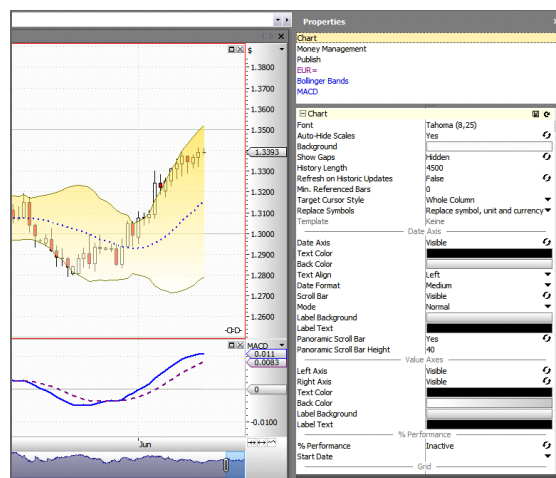 Properties
Chart
Money Management
Publish
EUR=
Bollinger Bands
MACD
$
1.3800
1.3700
1.3600
1.3500
1.3393
1.3300
1.3200
1.3100
1.3000
1.2900
1.2800
1.2700
1.2600
MACD
0.011
0.0083
0
-0.0100
Jun
Chart
Font Tahoma (8,25)
Auto-Hide Scales Yes
Background
Show Gaps Hidden
History Length 4500
Refresh on Historic Updates False
Min. Referenced Bars 0
Target Cursor Style Whole Column
Replace Symbols Replace symbol, unit and currency
Template Keine
Date Axis
Date Axis Visible
Text Color
Back Color
Text Align Left
Date Format Medium
Scroll Bar Visible
Mode Normal
Label Background
Label Text
Panoramic Scroll Bar Yes
Panoramic Scroll Bar Height 40
Value Axes
Left Axis Visible
Right Axis Visible
Text Color
Back Color
Label Background
Label Text
% Performance
% Performance Inactive
Start Date
Grid